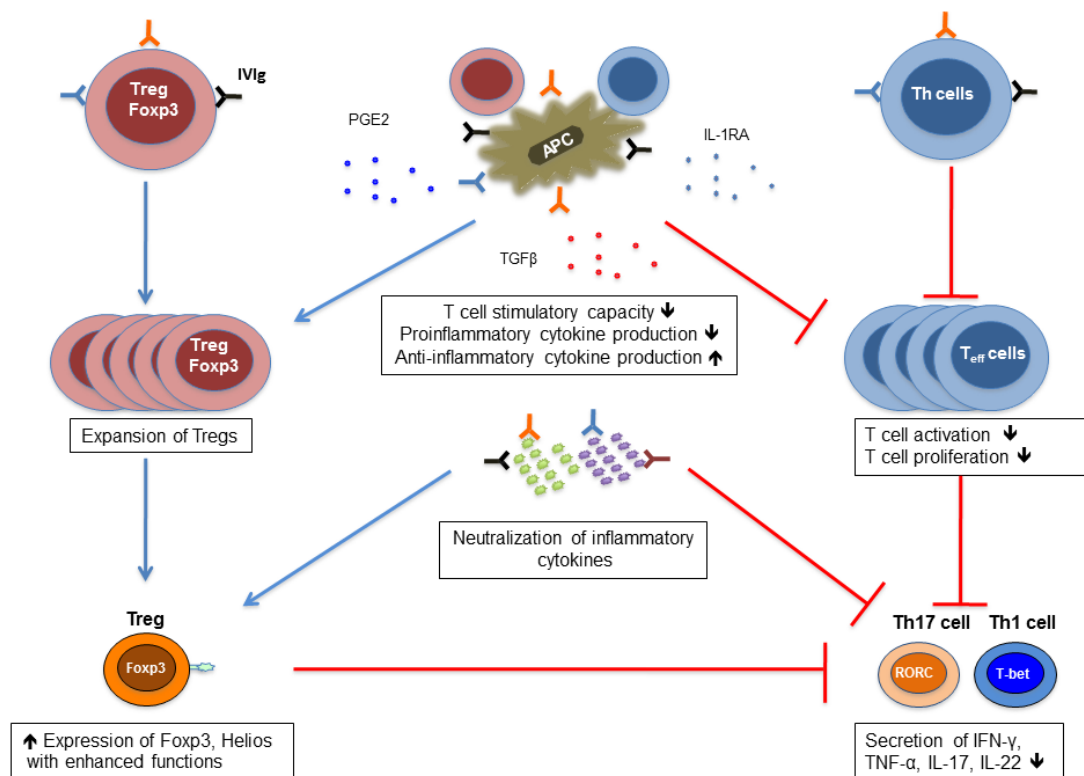 IVIg
Treg
Foxp3
PGE2
APC
IL-1RA
Th cells
TGFβ
T cell stimulatory capacity 🡫
Proinflammatory cytokine production 🡫
Anti-inflammatory cytokine production 🡩
Treg
Foxp3
Expansion of Tregs
Teff cells
T cell activation 🡫
T cell proliferation 🡫
Neutralization of inflammatory
cytokines
Treg
Foxp3
🡩 Expression of Foxp3, Helios
with enhanced functions
Th17 cell
Th1 cell
RORC
T-bet
Secretion of IFN-γ,
TNF-α, IL-17, IL-22 🡫